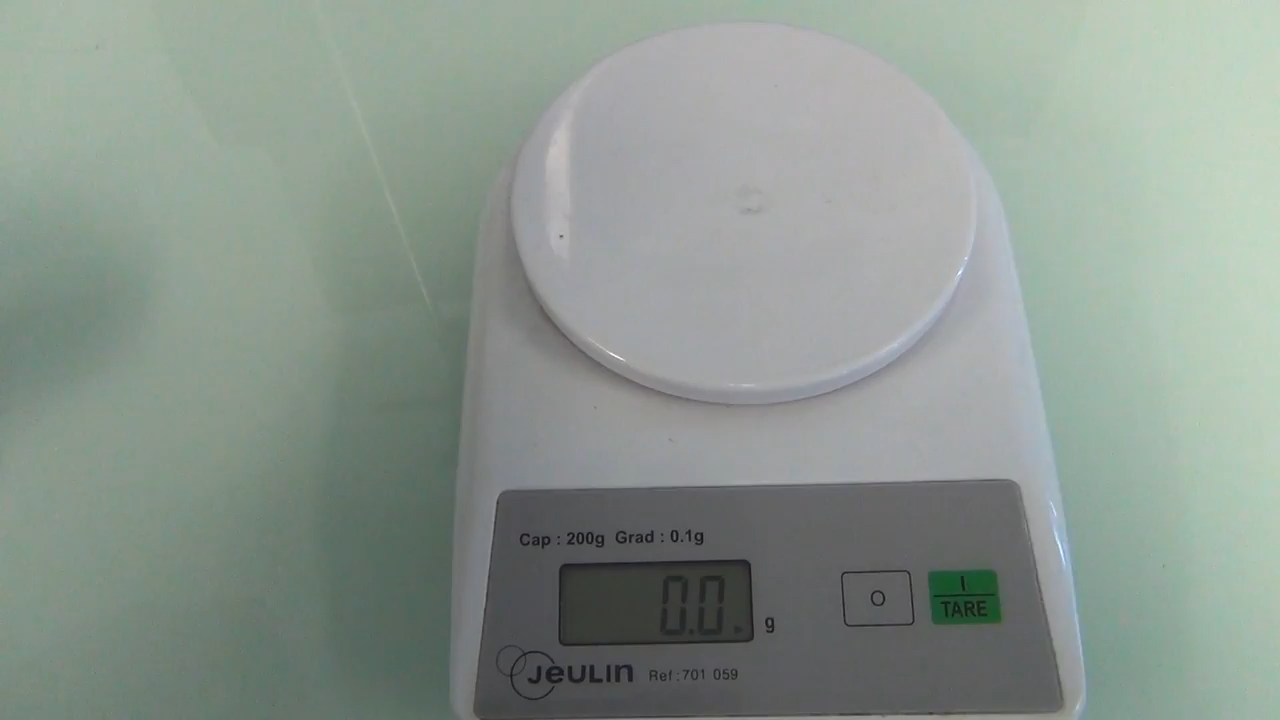 Cap : 200g Grad : 0.1g
0.0
g
O
I
TARE
JeuLin Ref : 701 059